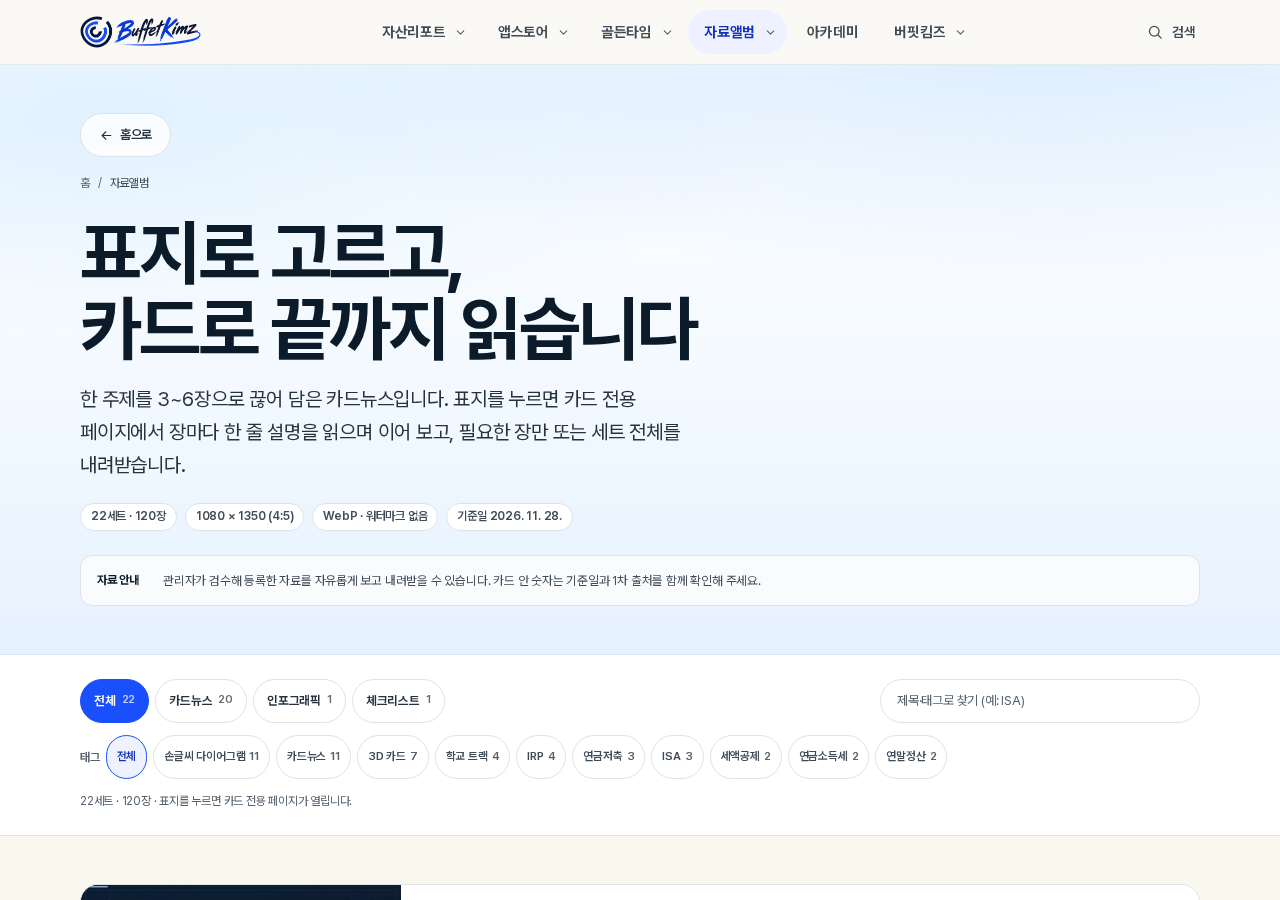 BuffetKimz
자산리포트
앱스토어
골든타임
자료앨범
아카데미
버핏킴즈
검색
← 홈으로
홈 / 자료앨범
표지로 고르고,
카드로 끝까지 읽습니다
한 주제를 3~6장으로 끊어 담은 카드뉴스입니다. 표지를 누르면 카드 전용
페이지에서 장마다 한 줄 설명을 읽으며 이어 보고, 필요한 장만 또는 세트 전체를
내려받습니다.
22세트 · 120장
1080 × 1350 (4:5)
WebP · 워터마크 없음
기준일 2026. 11. 28.
자료 안내 관리자가 검수해 등록한 자료를 자유롭게 보고 내려받을 수 있습니다. 카드 안 숫자는 기준일과 1차 출처를 함께 확인해 주세요.
전체 22
카드뉴스 20
인포그래픽 1
체크리스트 1
제목·태그로 찾기 (예: ISA)
태그
전체
손글씨 다이어그램 11
카드뉴스 11
3D 카드 7
학교 트랙 4
IRP 4
연금저축 3
ISA 3
세액공제 2
연금소득세 2
연말정산 2
22세트 · 120장 · 표지를 누르면 카드 전용 페이지가 열립니다.